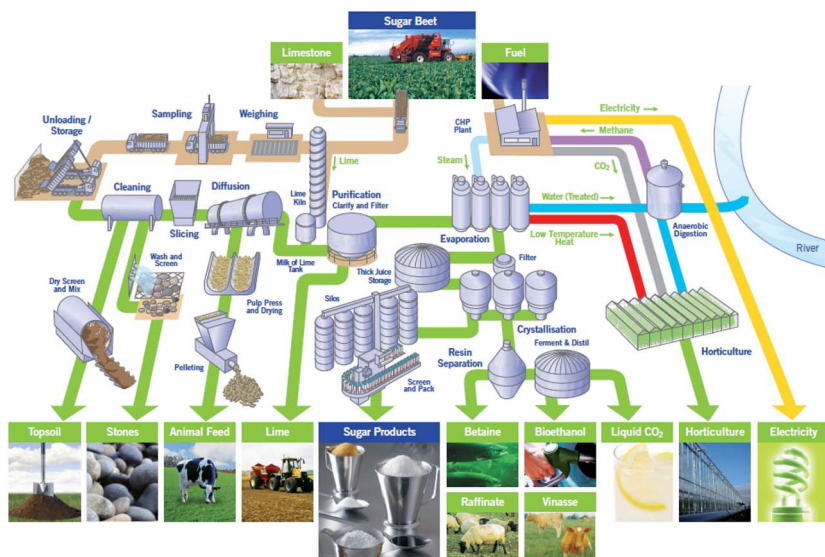 Sugar Beet
Limestone
Fuel
Unloading /
Storage
Sampling
Weighing
CHP
Plant
Electricity
Methane
CO2
Lime
Steam
Cleaning
Diffusion
Slicing
Lime
Kiln
Purification
Clarify and Filter
Water (Treated)
Evaporation
Low Temperature
Heat
Anaerobic
Digestion
River
Wash and
Screen
Milk of Lime
Tank
Thick Juice
Storage
Filter
Dry Screen
and Mix
Pulp Press
and Drying
Silos
Crystallisation
Ferment & Distil
Resin
Separation
Horticulture
Pelleting
Screen
and Pack
Topsoil
Stones
Animal Feed
Lime
Sugar Products
Betaine
Bioethanol
Liquid CO2
Horticulture
Electricity
Raffinate
Vinasse